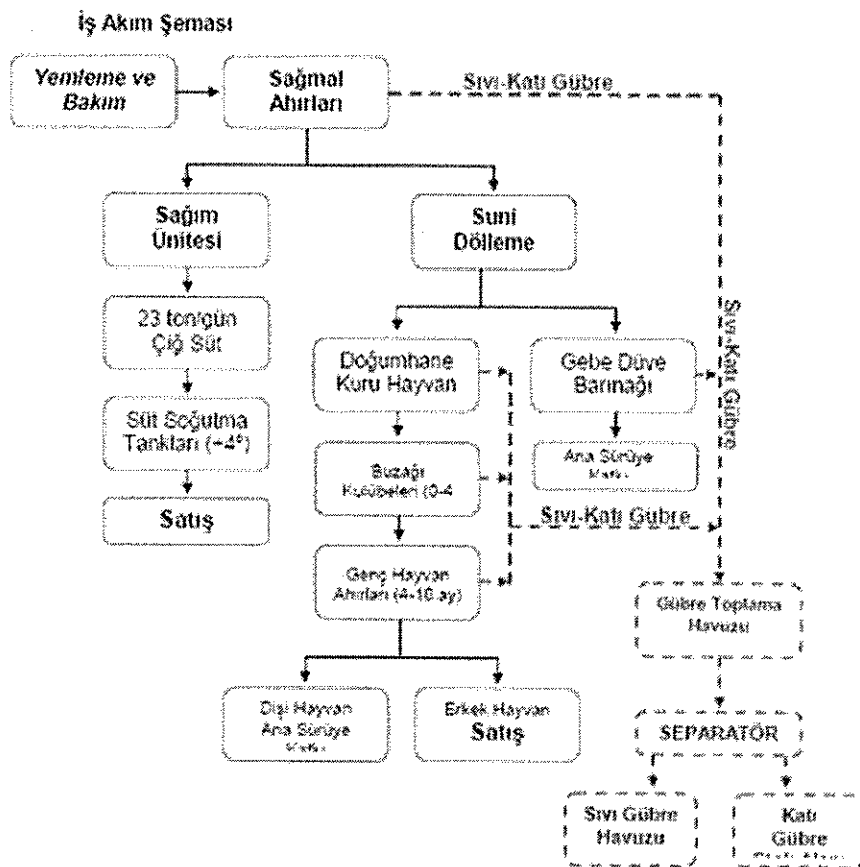 İş Akım Şeması
Yemleme ve
Bakım
Sağmal
Ahırları
Sıvı-Katı Gübre
Sağım
Ünitesi
Suni
Dölleme
23 ton/gün
Çiğ Süt
Doğumhane
Kuru Hayvan
Gebe Düve
Barınağı
Sıvı-Katı Gübre
Süt Soğutma
Tankları (+4°)
Buzağı
Kulübeleri (0-4
Ana Sürüye
Satış
Sıvı-Katı Gübre
Genç Hayvan
Ahırları (4-10 ay)
Gübre Toplama
Havuzu
Dişi Hayvan
Ana Sürüye
Erkek Hayvan
Satış
SEPARATÖR
Sıvı Gübre
Havuzu
Katı
Gübre